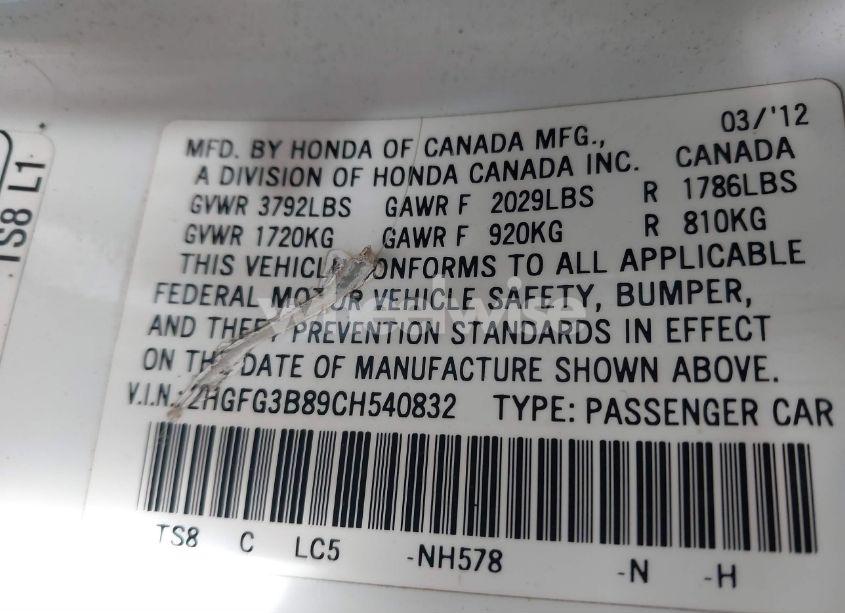 TS8 L1
03/'12
MFD. BY HONDA OF CANADA MFG.,
A DIVISION OF HONDA CANADA INC. CANADA
GVWR 3792LBS GAWR F 2029LBS R 1786LBS
GVWR 1720KG GAWR F 920KG R 810KG
THIS VEHICLE CONFORMS TO ALL APPLICABLE
FEDERAL MOTOR VEHICLE SAFETY, BUMPER,
AND THEFT PREVENTION STANDARDS IN EFFECT
ON THE DATE OF MANUFACTURE SHOWN ABOVE.
V.I.N.: 2HGFG3B89CH540832 TYPE: PASSENGER CAR
TS8 C LC5 -NH578 -N -H
wheelwise